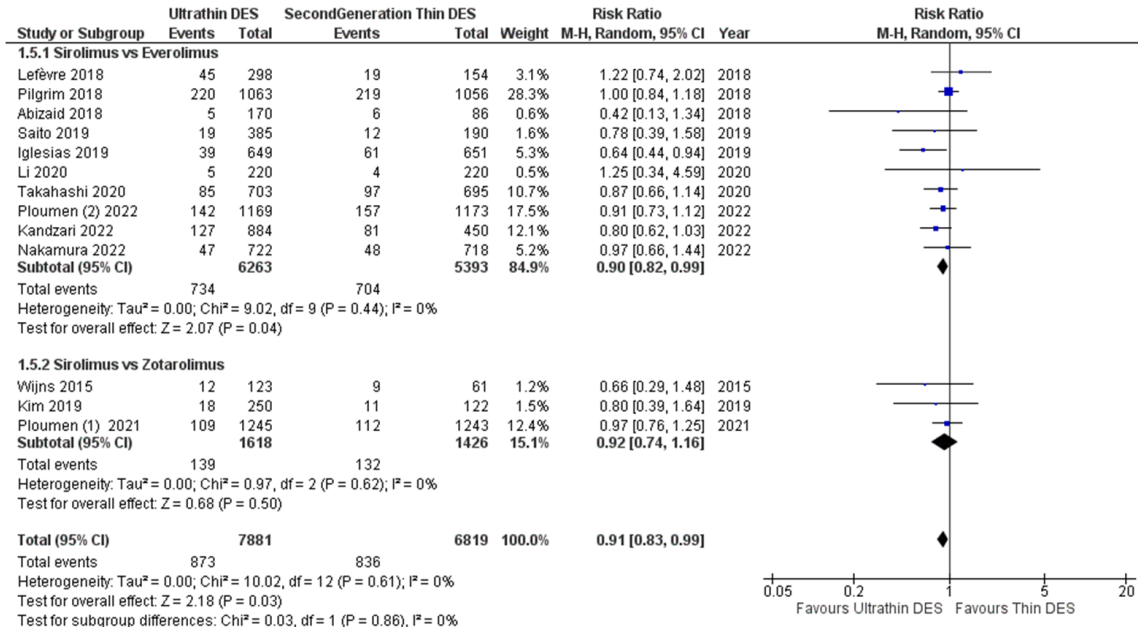 Ultrathin DES SecondGeneration Thin DES Risk Ratio Risk Ratio
Study or Subgroup Events Total Events Total Weight M-H, Random, 95% CI Year M-H, Random, 95% CI
1.5.1 Sirolimus vs Everolimus
Lefèvre 2018 45 298 19 154 3.1% 1.22 [0.74, 2.02] 2018
Pilgrim 2018 220 1063 219 1056 28.3% 1.00 [0.84, 1.18] 2018
Abizaid 2018 5 170 6 86 0.6% 0.42 [0.13, 1.34] 2018
Saito 2019 19 385 12 190 1.6% 0.78 [0.39, 1.58] 2019
Iglesias 2019 39 649 61 651 5.3% 0.64 [0.44, 0.94] 2019
Li 2020 5 220 4 220 0.5% 1.25 [0.34, 4.59] 2020
Takahashi 2020 85 703 97 695 10.7% 0.87 [0.66, 1.14] 2020
Ploumen (2) 2022 142 1169 157 1173 17.5% 0.91 [0.73, 1.12] 2022
Kandzari 2022 127 884 81 450 12.1% 0.80 [0.62, 1.03] 2022
Nakamura 2022 47 722 48 718 5.2% 0.97 [0.66, 1.44] 2022
Subtotal (95% CI) 6263 5393 84.9% 0.90 [0.82, 0.99]
Total events 734 704
Heterogeneity: Tau² = 0.00; Chi² = 9.02, df = 9 (P = 0.44); I² = 0%
Test for overall effect: Z = 2.07 (P = 0.04)
1.5.2 Sirolimus vs Zotarolimus
Wijns 2015 12 123 9 61 1.2% 0.66 [0.29, 1.48] 2015
Kim 2019 18 250 11 122 1.5% 0.80 [0.39, 1.64] 2019
Ploumen (1) 2021 109 1245 112 1243 12.4% 0.97 [0.76, 1.25] 2021
Subtotal (95% CI) 1618 1426 15.1% 0.92 [0.74, 1.16]
Total events 139 132
Heterogeneity: Tau² = 0.00; Chi² = 0.97, df = 2 (P = 0.62); I² = 0%
Test for overall effect: Z = 0.68 (P = 0.50)
Total (95% CI) 7881 6819 100.0% 0.91 [0.83, 0.99]
Total events 873 836
Heterogeneity: Tau² = 0.00; Chi² = 10.02, df = 12 (P = 0.61); I² = 0%
Test for overall effect: Z = 2.18 (P = 0.03)
Test for subgroup differences: Chi² = 0.03, df = 1 (P = 0.86), I² = 0%
0.05 0.2 1 5 20
Favours Ultrathin DES Favours Thin DES